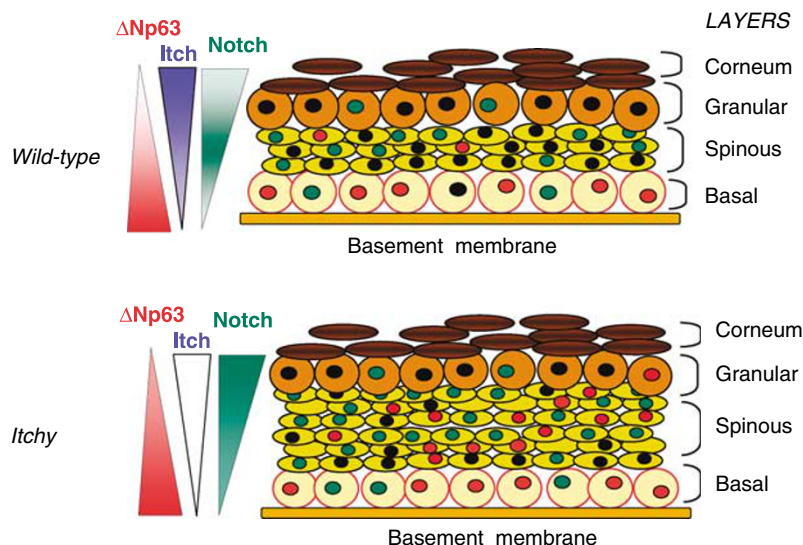 LAYERS
ΔNp63
Itch
Notch
Corneum
Granular
Wild-type
Spinous
Basal
Basement membrane
ΔNp63
Itch
Notch
Corneum
Granular
Itchy
Spinous
Basal
Basement membrane